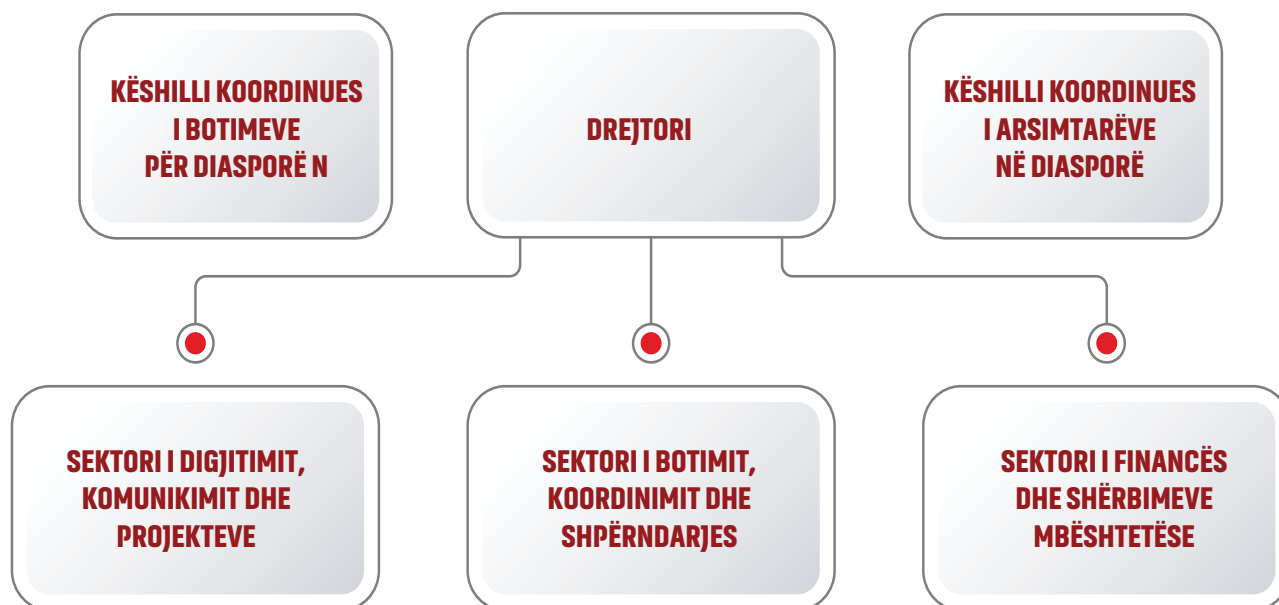 KËSHILLI KOORDINUES
I BOTIMEVE
PËR DIASPORË N
DREJTORI
KËSHILLI KOORDINUES
I ARSIMTARËVE
NË DIASPORË
SEKTORI I DIGJITIMIT,
KOMUNIKIMIT DHE
PROJEKTEVE
SEKTORI I BOTIMIT,
KOORDINIMIT DHE
SHPËRNDARJES
SEKTORI I FINANCËS
DHE SHËRBIMEVE
MBËSHTETËSE